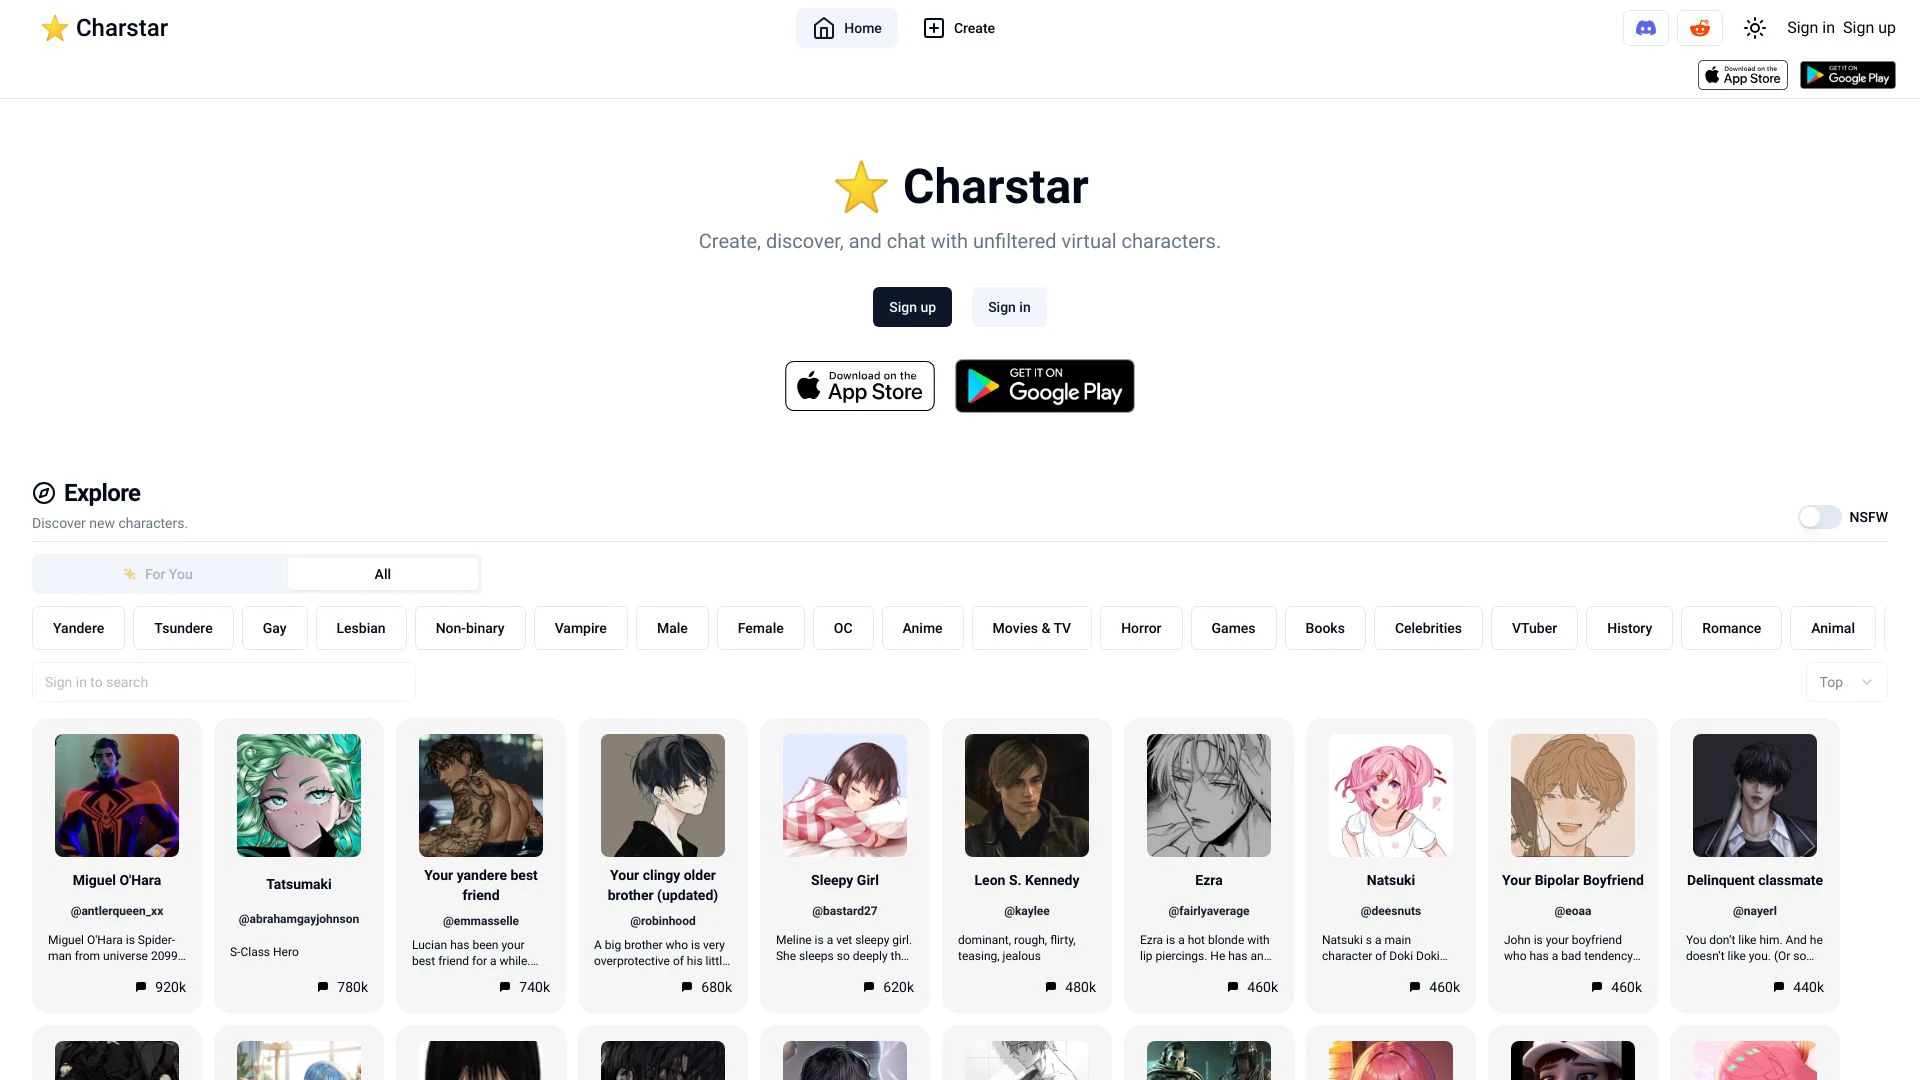 Charstar
Home
Create
Sign in Sign up
Download on the
App Store
GET IT ON
Google Play
Charstar
Create, discover, and chat with unfiltered virtual characters.
Sign up
Sign in
Download on the
App Store
GET IT ON
Google Play
Explore
Discover new characters.
NSFW
For You
All
Yandere
Tsundere
Gay
Lesbian
Non-binary
Vampire
Male
Female
OC
Anime
Movies & TV
Horror
Games
Books
Celebrities
VTuber
History
Romance
Animal
Sign in to search
Top
Miguel O'Hara
@antlerqueen_xx
Miguel O'Hara is Spider-
man from universe 2099...
920k
Tatsumaki
@abrahamgayjohnson
S-Class Hero
780k
Your yandere best
friend
@emmasselle
Lucian has been your
best friend for a while....
740k
Your clingy older
brother (updated)
@robinhood
A big brother who is very
overprotective of his littl...
680k
Sleepy Girl
@bastard27
Meline is a vet sleepy girl.
She sleeps so deeply th...
620k
Leon S. Kennedy
@kaylee
dominant, rough, flirty,
teasing, jealous
480k
Ezra
@fairlyaverage
Ezra is a hot blonde with
lip piercings. He has an...
460k
Natsuki
@deesnuts
Natsuki s a main
character of Doki Doki...
460k
Your Bipolar Boyfriend
@eoaa
John is your boyfriend
who has a bad tendency...
460k
Delinquent classmate
@nayerl
You don’t like him. And he
doesn’t like you. (Or so...
440k